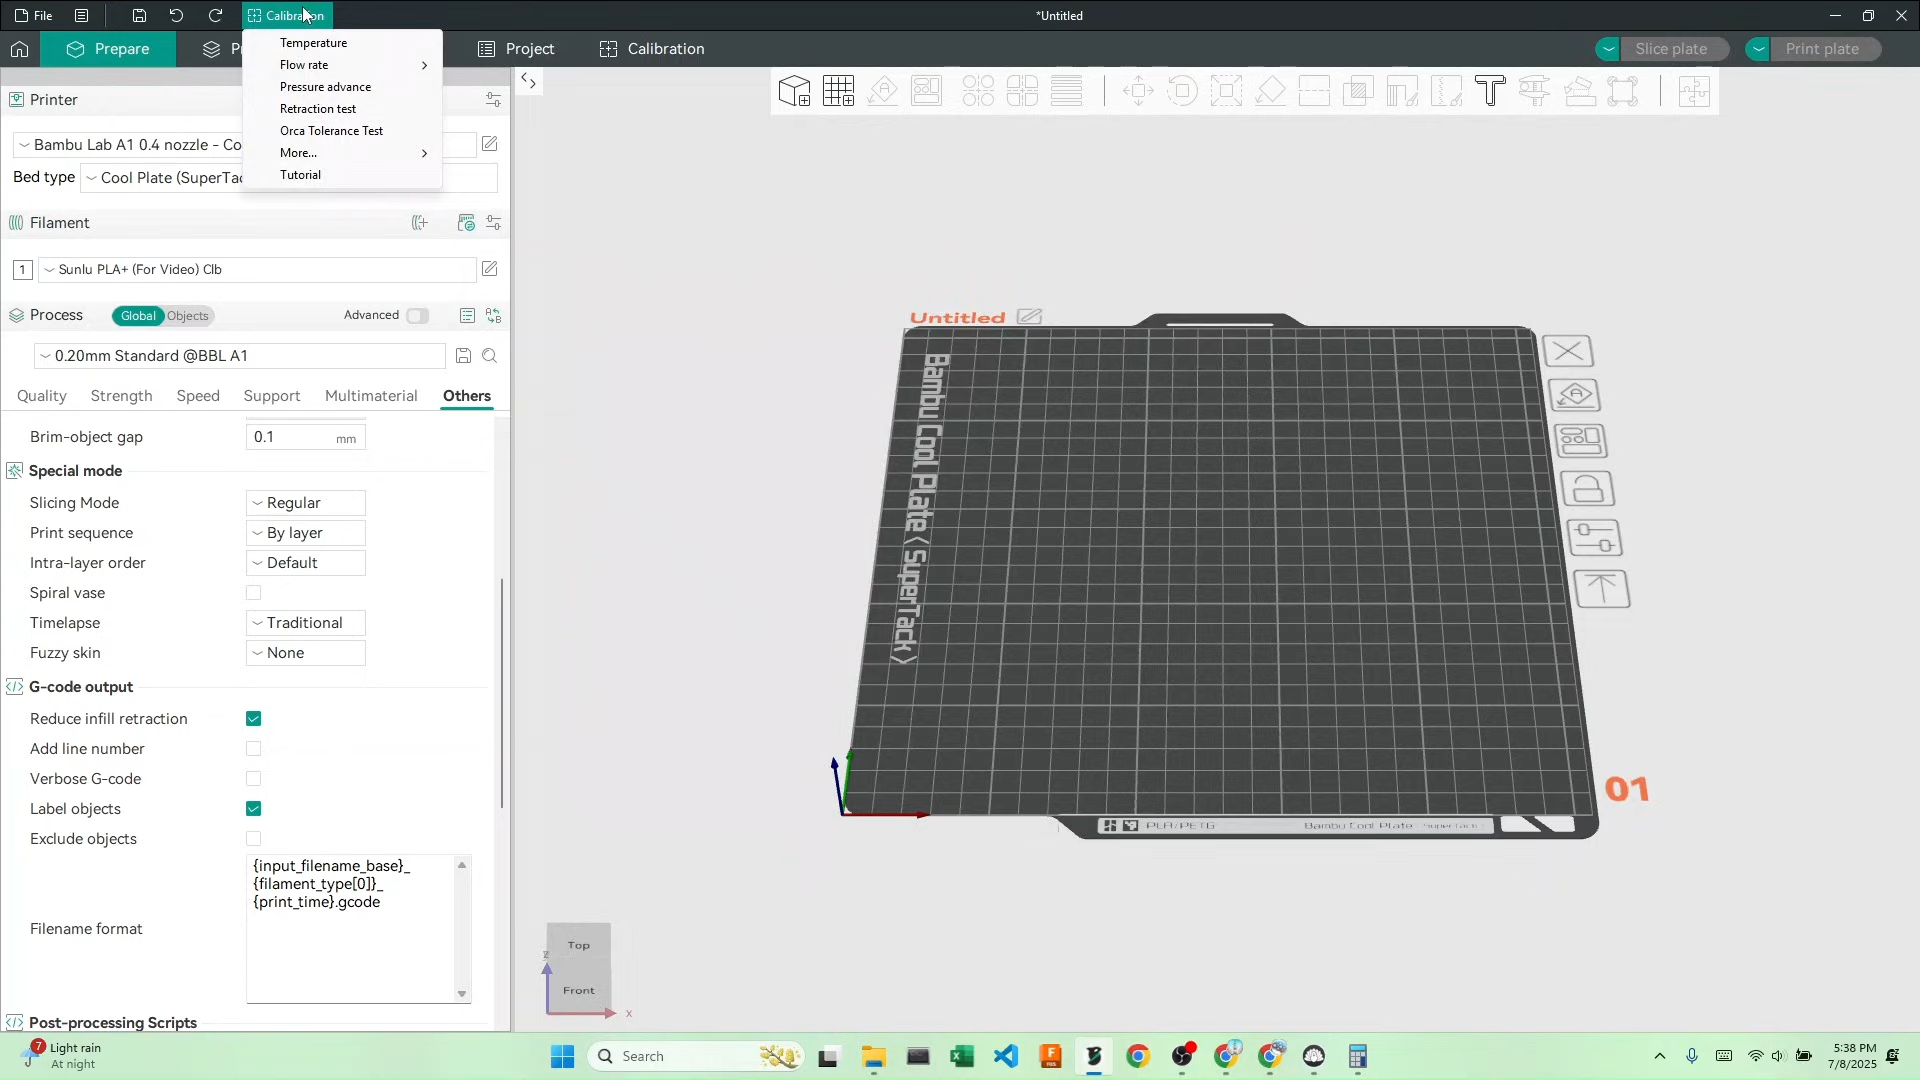 File
Calibration
*Untitled
Prepare
Project
Calibration
Slice plate
Print plate
Temperature
Flow rate
Pressure advance
Retraction test
Orca Tolerance Test
More...
Tutorial
Printer
Bambu Lab A1 0.4 nozzle - Co
Bed type
Cool Plate (SuperTac
Filament
1
Sunlu PLA+ (For Video) Clb
Process
Global
Objects
Advanced
0.20mm Standard @BBL A1
Quality
Strength
Speed
Support
Multimaterial
Others
Brim-object gap
0.1
mm
Special mode
Slicing Mode
Regular
Print sequence
By layer
Intra-layer order
Default
Spiral vase
Timelapse
Traditional
Fuzzy skin
None
G-code output
Reduce infill retraction
Add line number
Verbose G-code
Label objects
Exclude objects
Filename format
{input_filename_base}_
{filament_type[0]}_
{print_time}.gcode
Post-processing Scripts
Untitled
Bambu Cool Plate (SuperTack)
01
PLA/PETG
Bambu Cool Plate
Top
Front
z
x
7
Light rain
At night
Search
5:38 PM
7/8/2025